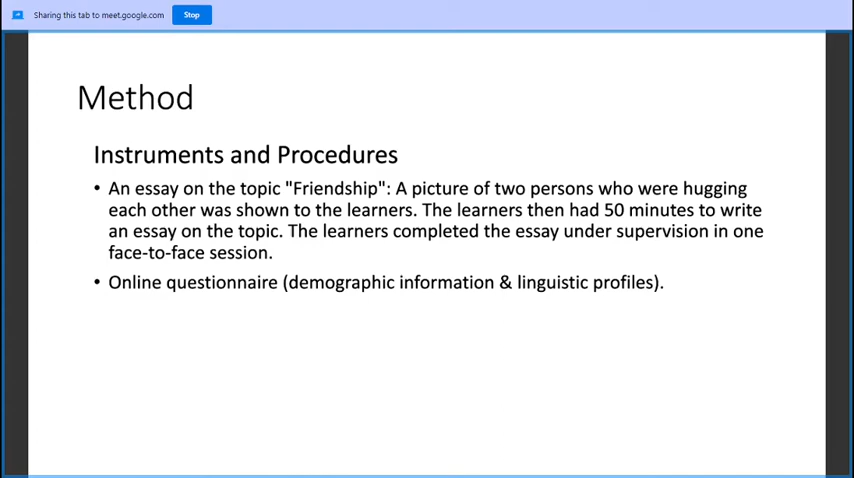 Sharing this tab to meet.google.com Stop
Method
Instruments and Procedures
• An essay on the topic "Friendship": A picture of two persons who were hugging
each other was shown to the learners. The learners then had 50 minutes to write
an essay on the topic. The learners completed the essay under supervision in one
face-to-face session.
• Online questionnaire (demographic information & linguistic profiles).